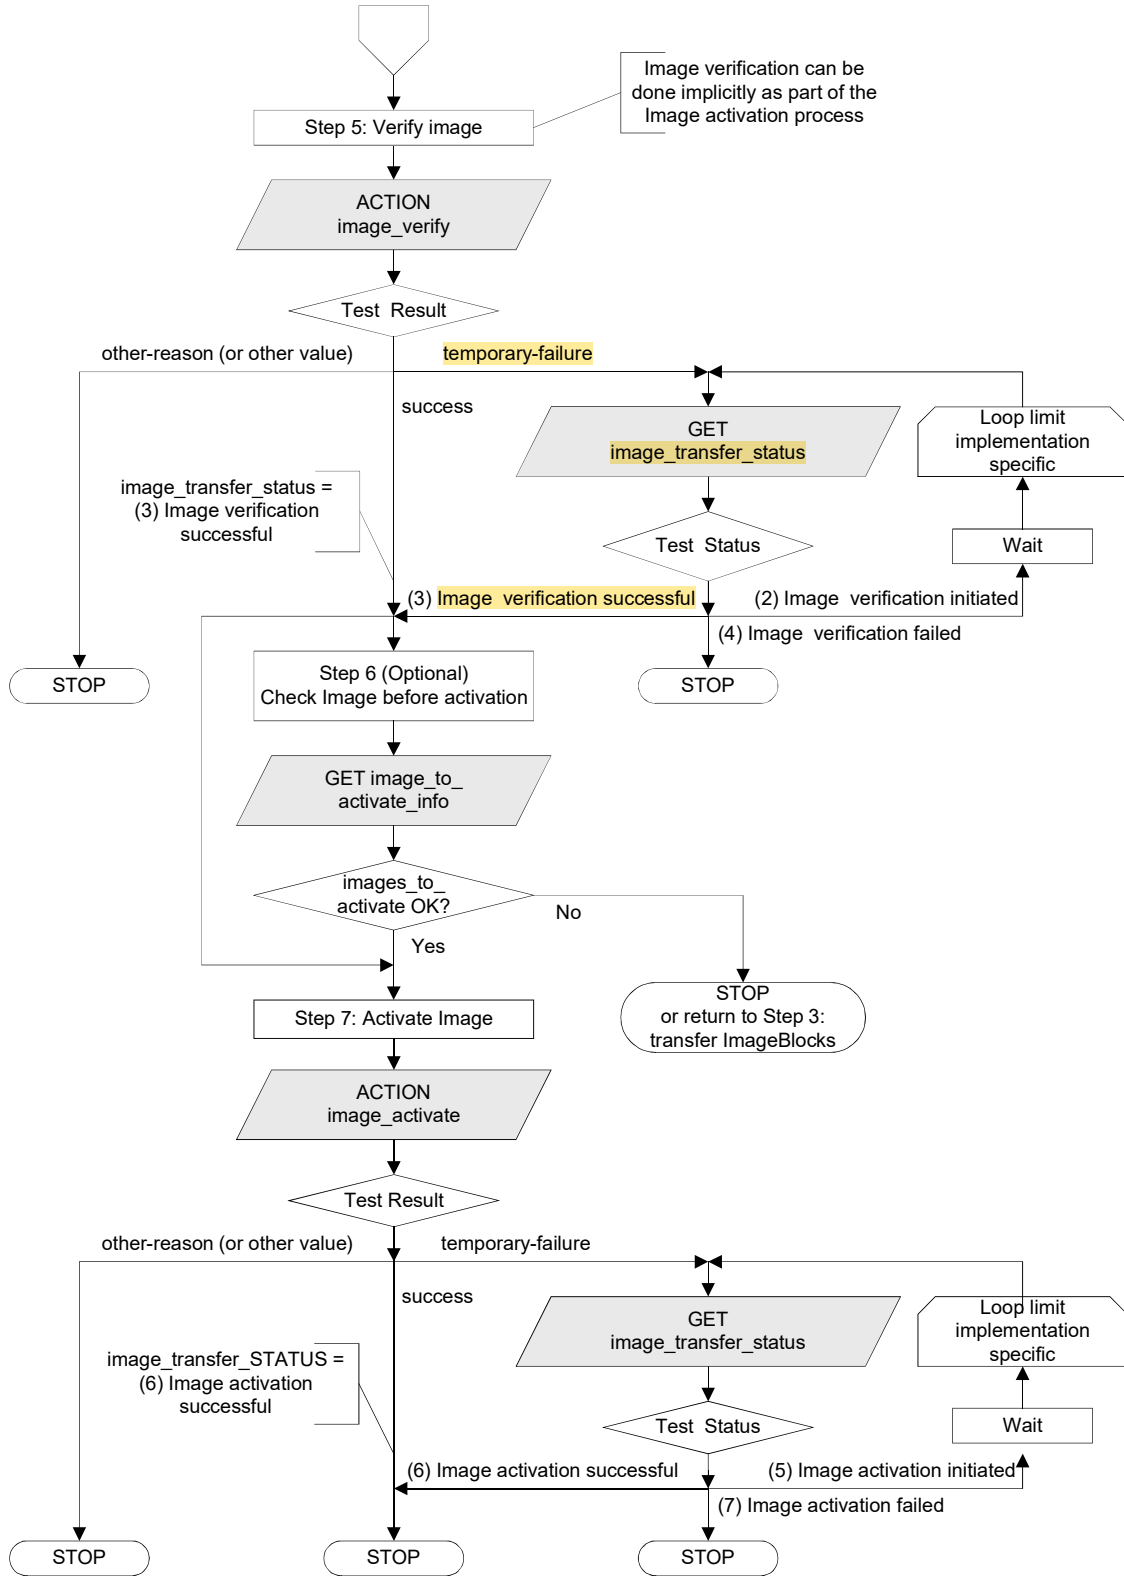 Image verification can be
done implicitly as part of the
Image activation process
Step 5: Verify image
ACTION
image_verify
Test Result
other-reason (or other value)
temporary-failure
success
GET
image_transfer_status
Loop limit
implementation
specific
image_transfer_status =
(3) Image verification
successful
Test Status
Wait
(3) Image verification successful
(2) Image verification initiated
(4) Image verification failed
STOP
Step 6 (Optional)
Check Image before activation
STOP
GET image_to_
activate_info
images_to_
activate OK?
No
Yes
STOP
or return to Step 3:
transfer ImageBlocks
Step 7: Activate Image
ACTION
image_activate
Test Result
other-reason (or other value)
temporary-failure
success
GET
image_transfer_status
Loop limit
implementation
specific
image_transfer_STATUS =
(6) Image activation
successful
Test Status
Wait
(6) Image activation successful
(5) Image activation initiated
(7) Image activation failed
STOP
STOP
STOP